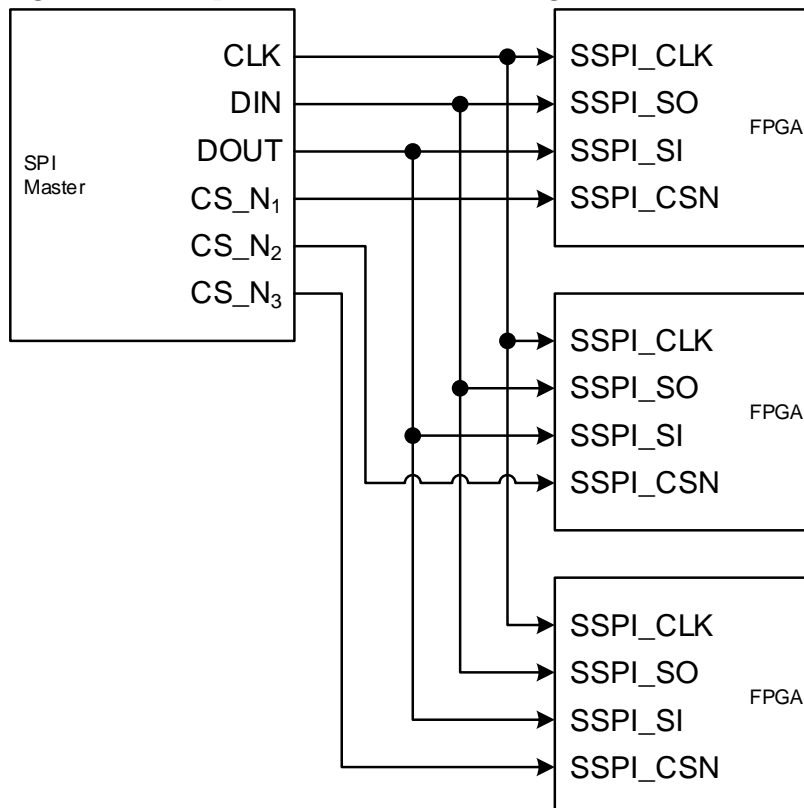 CLK
DIN
DOUT
CS_N₁
CS_N₂
CS_N₃
SPI
Master
SSPI_CLK
SSPI_SO
SSPI_SI
SSPI_CSN
FPGA
SSPI_CLK
SSPI_SO
SSPI_SI
SSPI_CSN
FPGA
SSPI_CLK
SSPI_SO
SSPI_SI
SSPI_CSN
FPGA